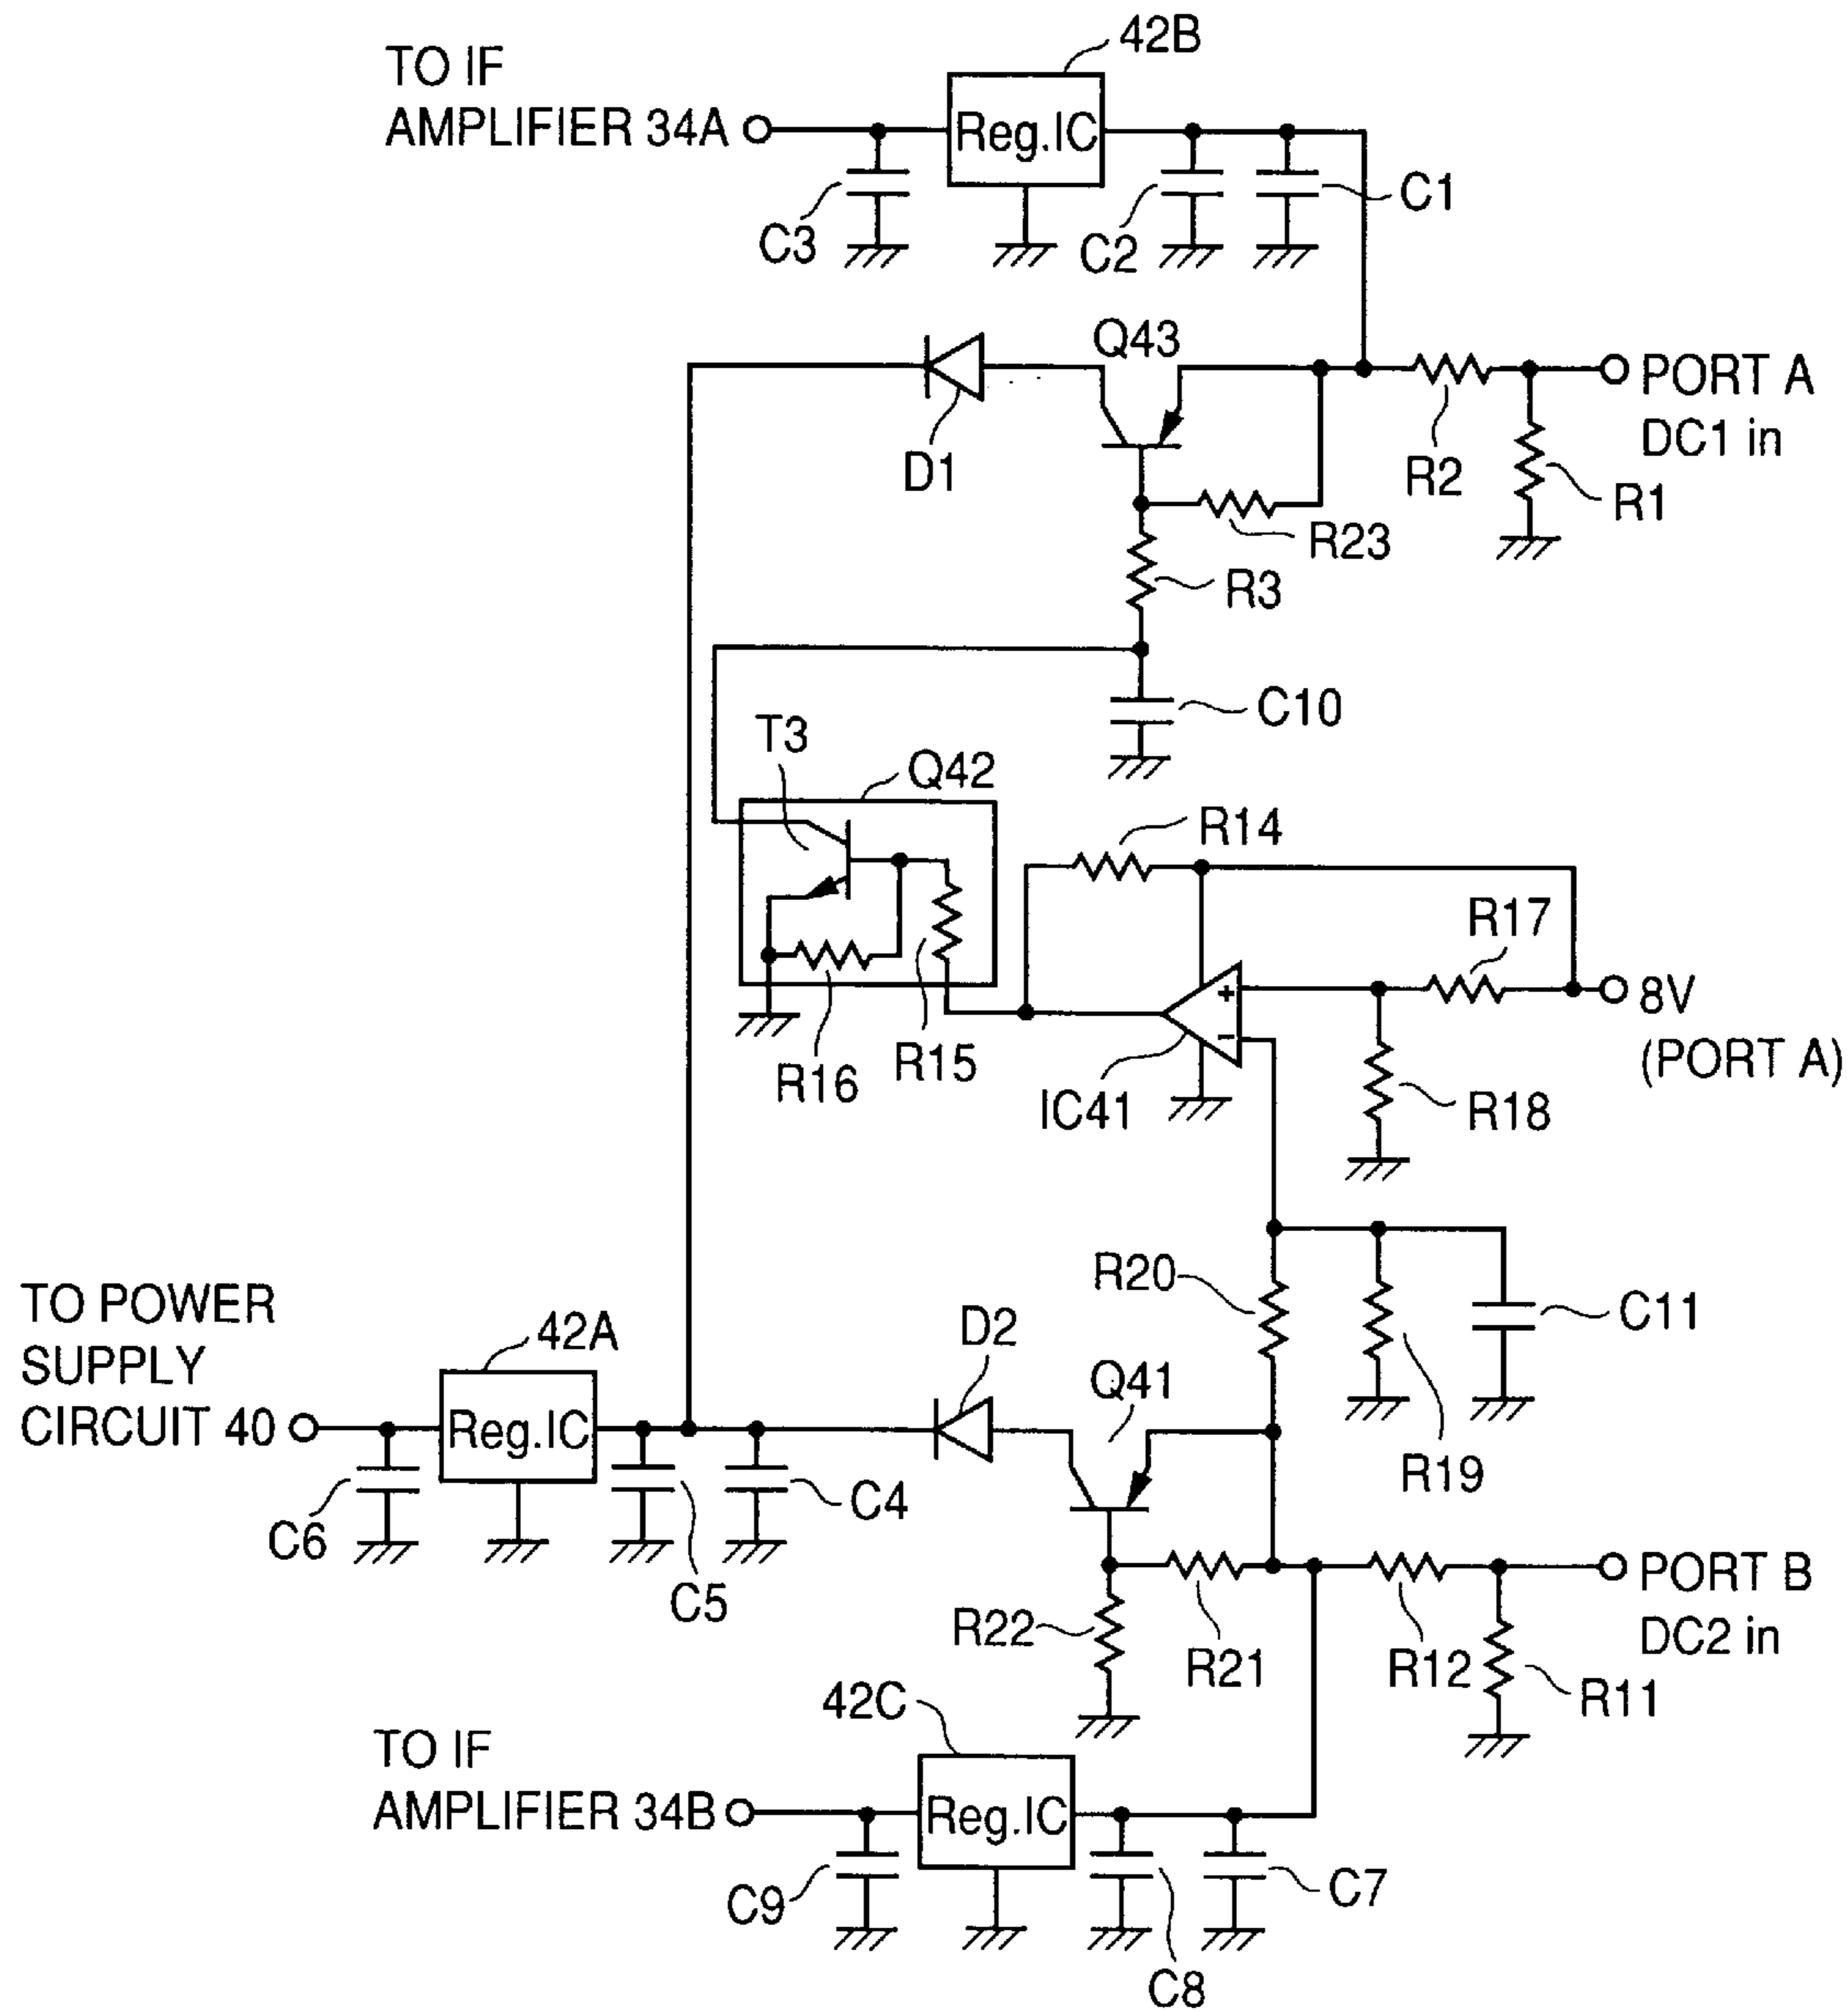 42B
TO IF
AMPLIFIER 34A
Reg.IC
C1
C3
C2
Q43
PORT A
DC1 in
D1
R2
R1
R23
R3
C10
T3
Q42
R14
R17
+
8V
(PORT A)
-
R15
R16
IC41
R18
R20
C11
TO POWER
SUPPLY
CIRCUIT 40
42A
D2
Q41
Reg.IC
R19
C4
C6
C5
PORT B
DC2 in
R22
R21
R12
R11
42C
TO IF
AMPLIFIER 34B
Reg.IC
C7
C9
C8